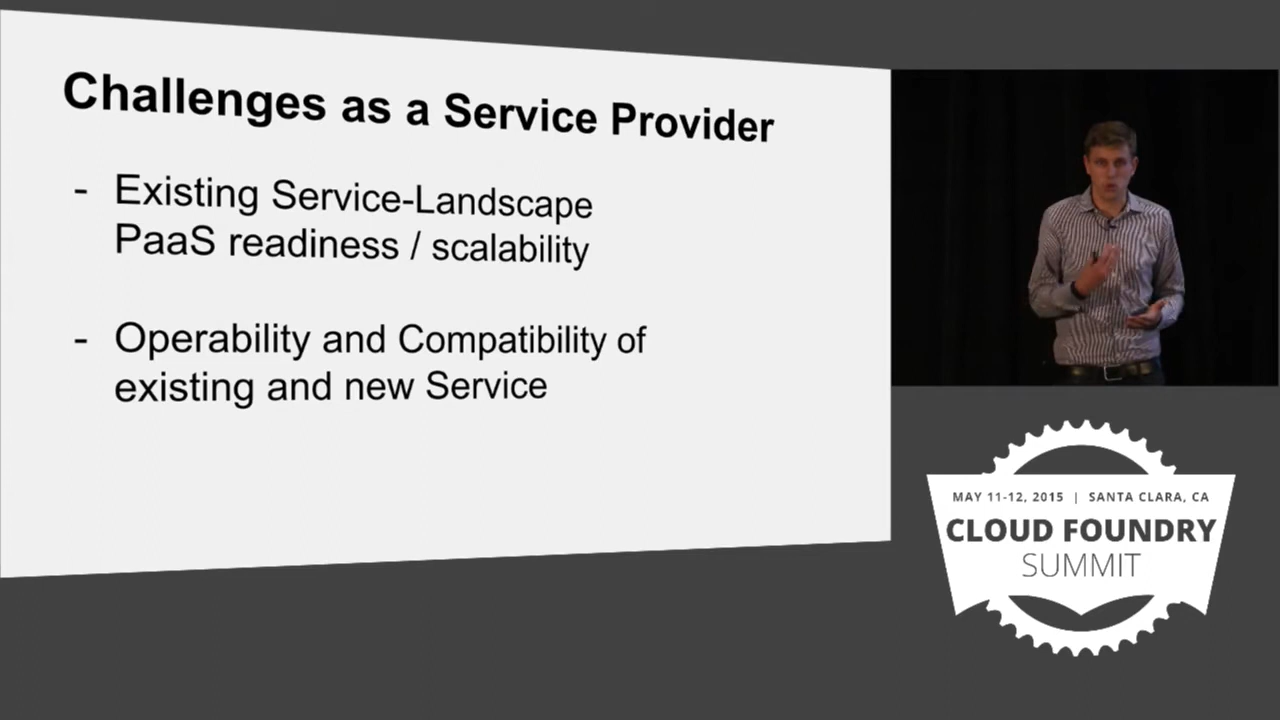 Challenges as a Service Provider
- Existing Service-Landscape
PaaS readiness / scalability
- Operability and Compatibility of
existing and new Service
MAY 11-12, 2015 | SANTA CLARA, CA
CLOUD FOUNDRY
SUMMIT